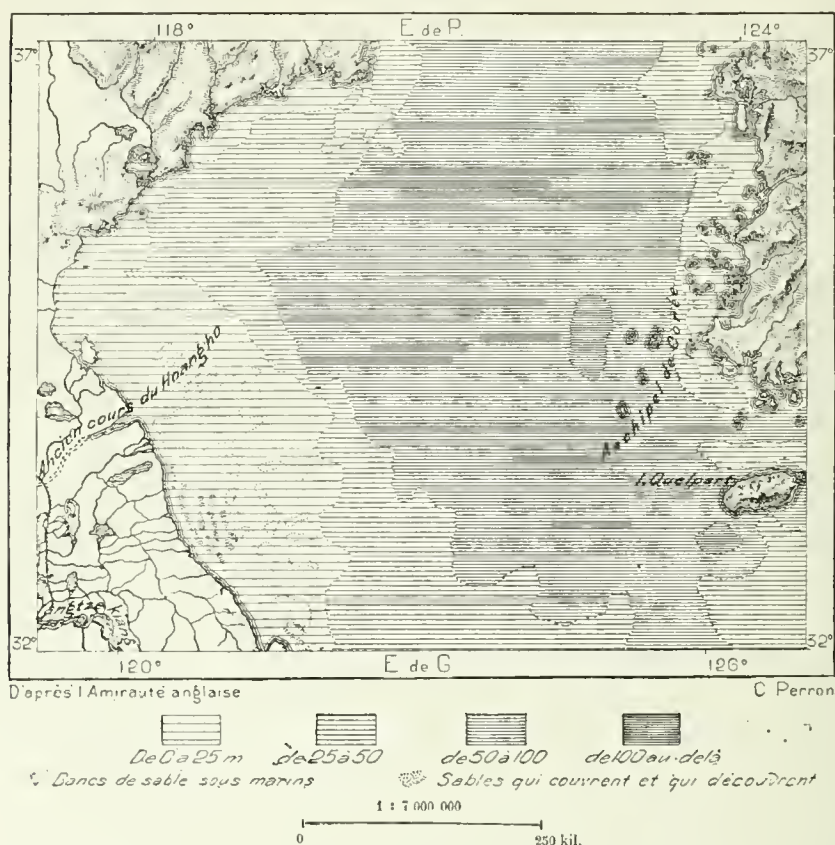 118° E de P. 124°
37° 37°
Ancien cours du Hoangho
Archipel de Corée
I. Quelpart
Kiang
32° 32°
120° E de G 126°
D'après l Amirauté anglaise C Perron
De 0 à 25 m de 25 à 50 de 50 à 100 de 100 au-delà
Bancs de sable sous marins Sables qui couvrent et qui découvrent
1 : 7 000 000
0 250 kil.